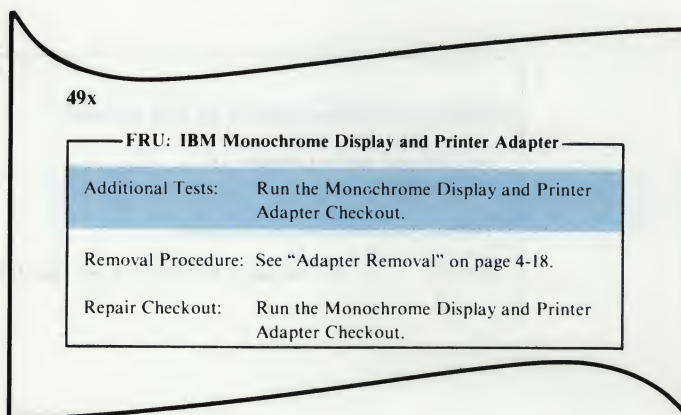 49x
FRU: IBM Monochrome Display and Printer Adapter
Additional Tests: Run the Monochrome Display and Printer
Adapter Checkout.
Removal Procedure: See “Adapter Removal” on page 4-18.
Repair Checkout: Run the Monochrome Display and Printer
Adapter Checkout.